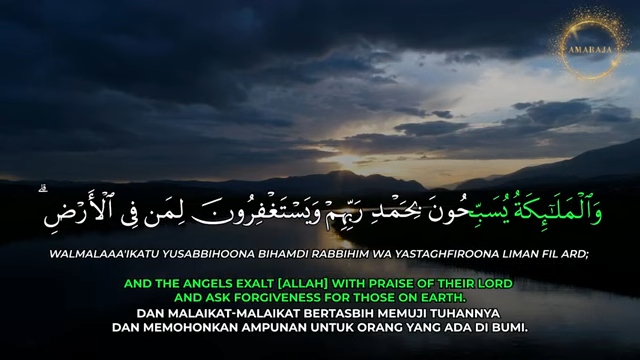 AMARAJA
وَٱلْمَلَـٰٓئِكَةُ يُسَبِّحُونَ بِحَمْدِ رَبِّهِمْ وَيَسْتَغْفِرُونَ لِمَن فِى ٱلْأَرْضِ ۗ
WALMALAAA'IKATU YUSABBIHOONA BIHAMDI RABBIHIM WA YASTAGHFIROONA LIMAN FIL ARD;
AND THE ANGELS EXALT [ALLAH] WITH PRAISE OF THEIR LORD
AND ASK FORGIVENESS FOR THOSE ON EARTH.
DAN MALAIKAT-MALAIKAT BERTASBIH MEMUJI TUHANNYA
DAN MEMOHONKAN AMPUNAN UNTUK ORANG YANG ADA DI BUMI.